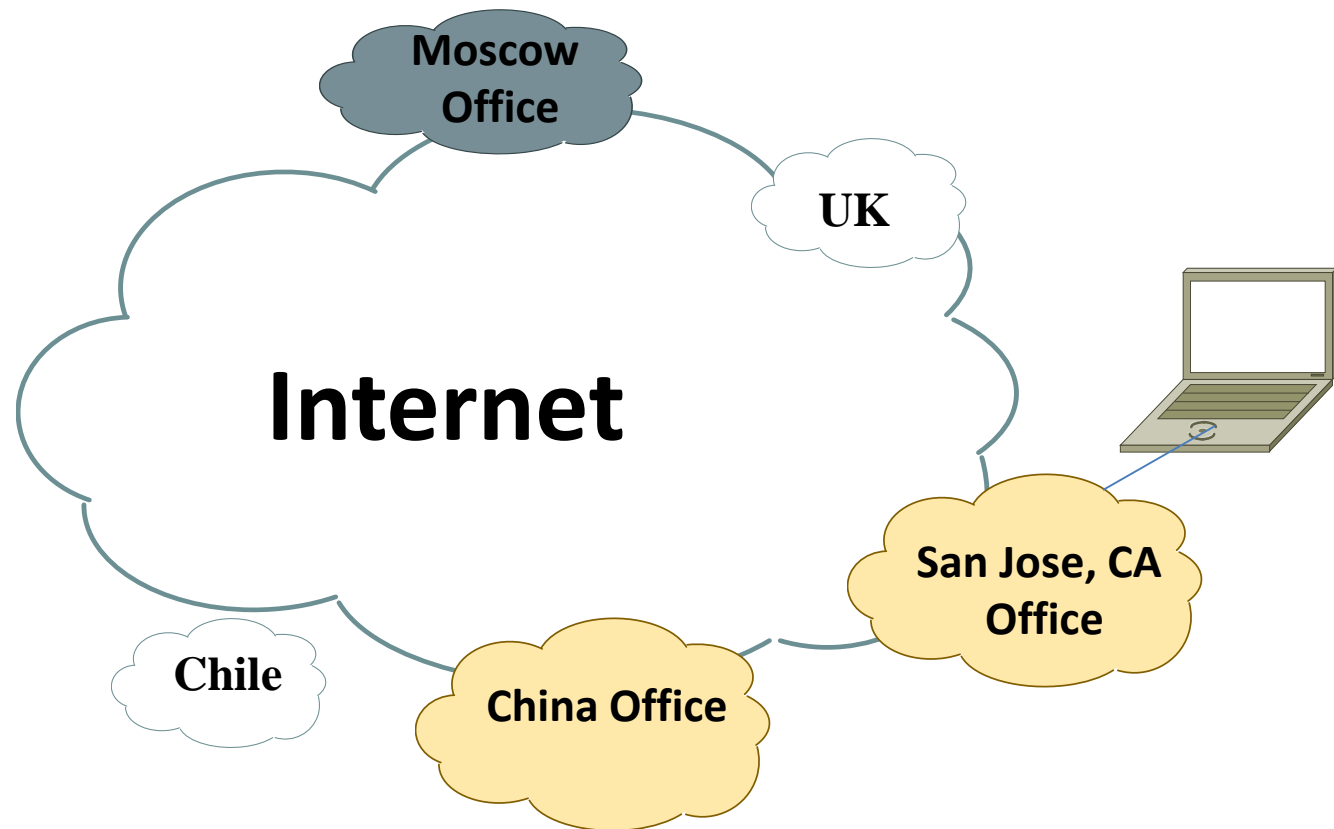 Moscow
Office
UK
Internet
San Jose, CA
Office
Chile
China Office